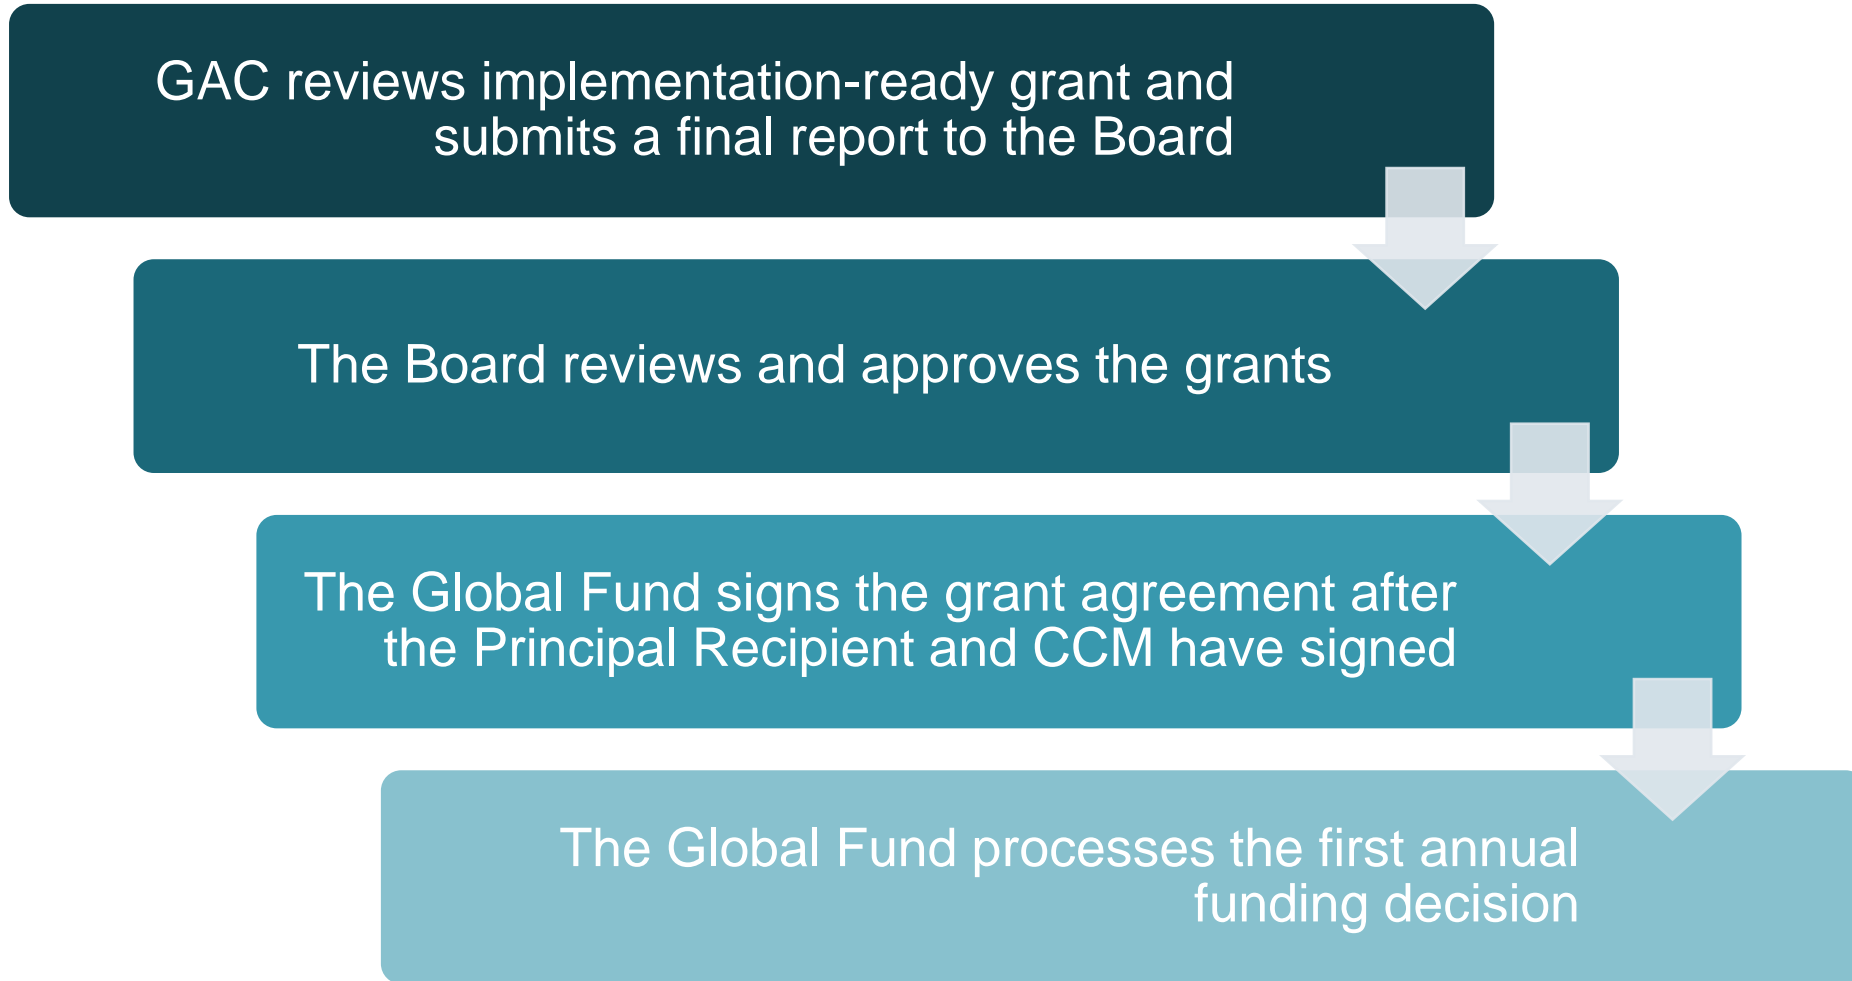 GAC reviews implementation-ready grant and
submits a final report to the Board
The Board reviews and approves the grants
The Global Fund signs the grant agreement after
the Principal Recipient and CCM have signed
The Global Fund processes the first annual
funding decision